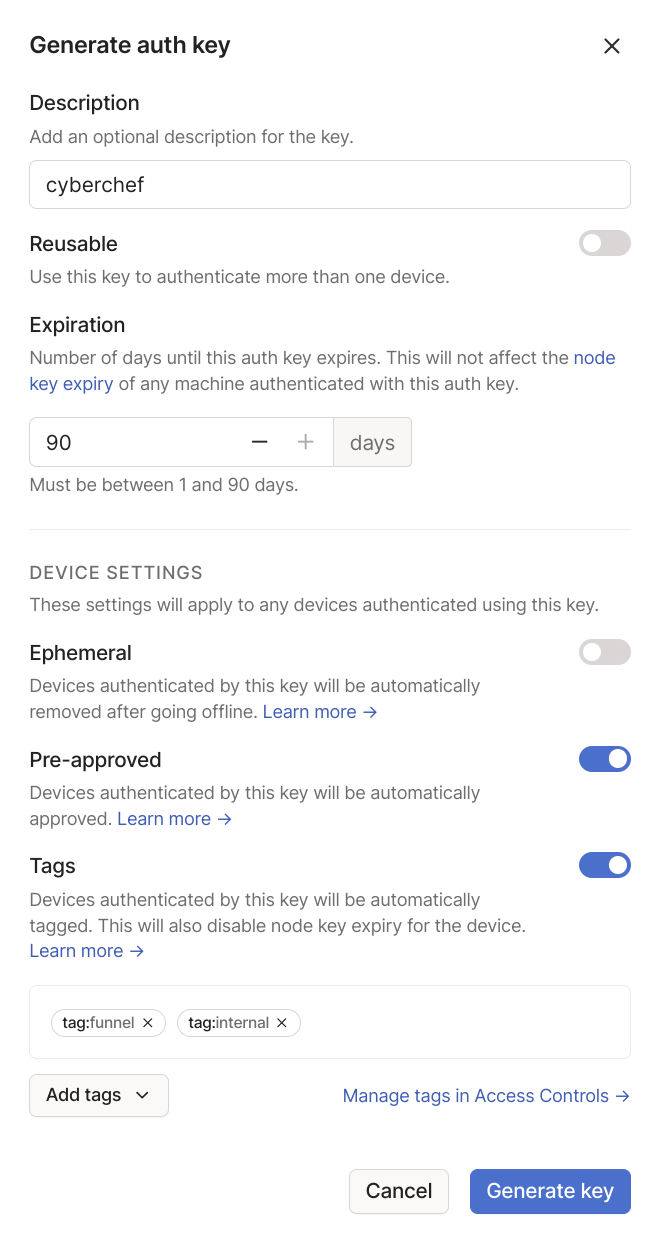 Generate auth key
Description
Add an optional description for the key.
cyberchef
Reusable
Use this key to authenticate more than one device.
Expiration
Number of days until this auth key expires. This will not affect the node
key expiry of any machine authenticated with this auth key.
90 days
Must be between 1 and 90 days.
DEVICE SETTINGS
These settings will apply to any devices authenticated using this key.
Ephemeral
Devices authenticated by this key will be automatically
removed after going offline. Learn more →
Pre-approved
Devices authenticated by this key will be automatically
approved. Learn more →
Tags
Devices authenticated by this key will be automatically
tagged. This will also disable node key expiry for the device.
Learn more →
tag:funnel × tag:internal ×
Add tags Manage tags in Access Controls →
Cancel Generate key